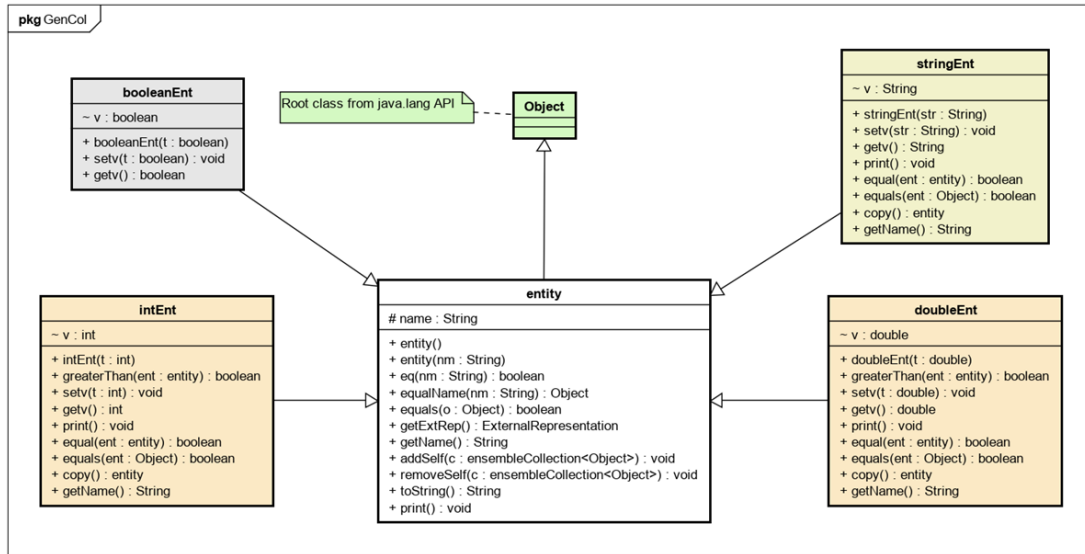 pkg GenCol
booleanEnt
~ v : boolean
+ booleanEnt(t : boolean)
+ setv(t : boolean) : void
+ getv() : boolean
Root class from java.lang API
Object
stringEnt
~ v : String
+ stringEnt(str : String)
+ setv(str : String) : void
+ getv() : String
+ print() : void
+ equal(ent : entity) : boolean
+ equals(ent : Object) : boolean
+ copy() : entity
+ getName() : String
intEnt
~ v : int
+ intEnt(t : int)
+ greaterThan(ent : entity) : boolean
+ setv(t : int) : void
+ getv() : int
+ print() : void
+ equal(ent : entity) : boolean
+ equals(ent : Object) : boolean
+ copy() : entity
+ getName() : String
entity
# name : String
+ entity()
+ entity(nm : String)
+ eq(nm : String) : boolean
+ equalName(nm : String) : Object
+ equals(o : Object) : boolean
+ getExtRep() : ExternalRepresentation
+ getName() : String
+ addSelf(c : ensembleCollection<Object>) : void
+ removeSelf(c : ensembleCollection<Object>) : void
+ toString() : String
+ print() : void
doubleEnt
~ v : double
+ doubleEnt(t : double)
+ greaterThan(ent : entity) : boolean
+ setv(t : double) : void
+ getv() : double
+ print() : void
+ equal(ent : entity) : boolean
+ equals(ent : Object) : boolean
+ copy() : entity
+ getName() : String